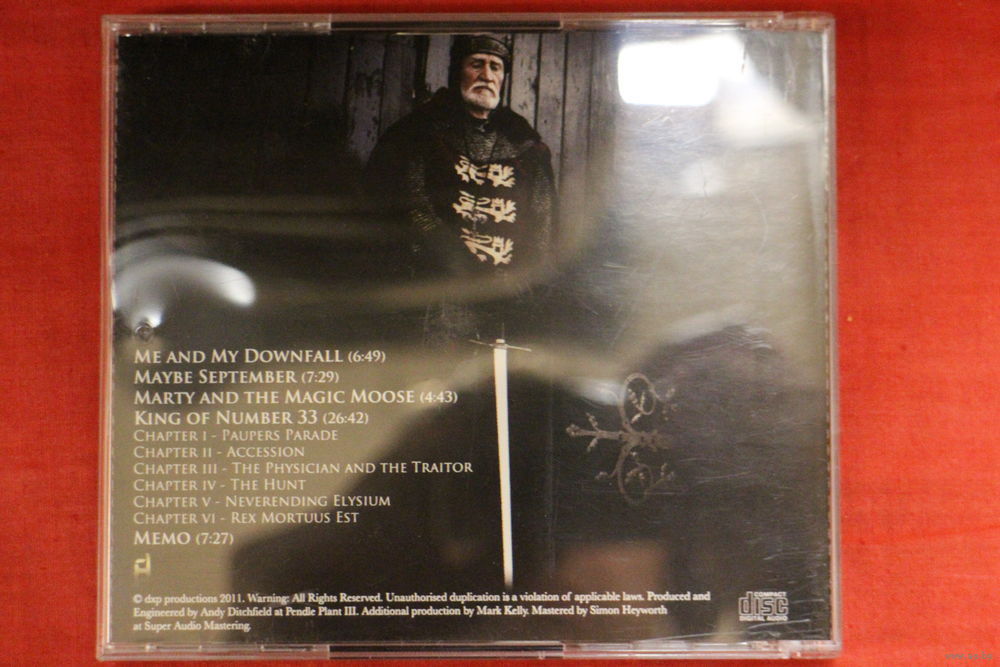 Me and My Downfall (6:49)
Maybe September (7:29)
Marty and the Magic Moose (4:43)
King of Number 33 (26:42)
Chapter I - Paupers Parade
Chapter II - Accession
Chapter III - The Physician and the Traitor
Chapter IV - The Hunt
Chapter V - Neverending Elysium
Chapter VI - Rex Mortuus Est
Memo (7:27)
© dxp productions 2011. Warning: All Rights Reserved. Unauthorised duplication is a violation of applicable laws. Produced and
Engineered by Andy Ditchfield at Pendle Plant III. Additional production by Mark Kelly. Mastered by Simon Heyworth
at Super Audio Mastering.
COMPACT
disc
DIGITAL AUDIO